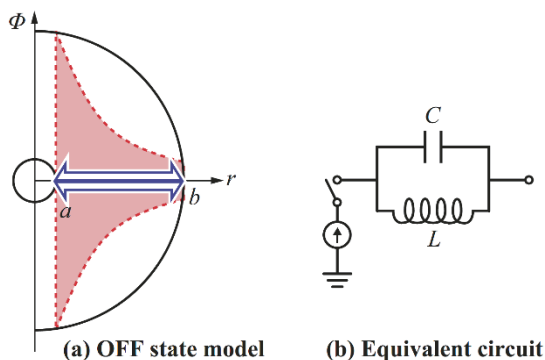 Φ
r
a
b
C
L
(a) OFF state model
(b) Equivalent circuit